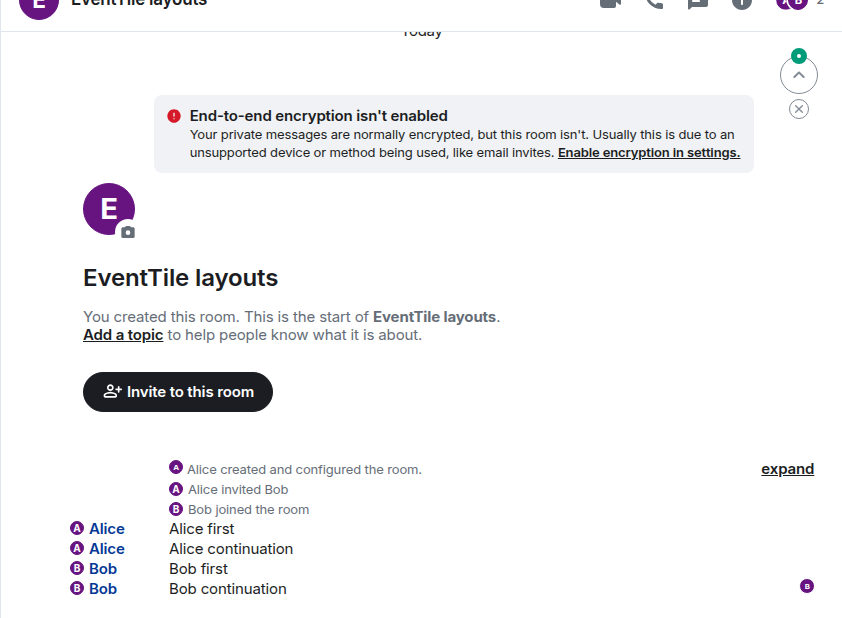 E EventTile layouts A B 2
Today
End-to-end encryption isn't enabled
Your private messages are normally encrypted, but this room isn't. Usually this is due to an
unsupported device or method being used, like email invites. Enable encryption in settings.
E
EventTile layouts
You created this room. This is the start of EventTile layouts.
Add a topic to help people know what it is about.
Invite to this room
A Alice created and configured the room. expand
A Alice invited Bob
B Bob joined the room
A Alice Alice first
A Alice Alice continuation
B Bob Bob first
B Bob Bob continuation B